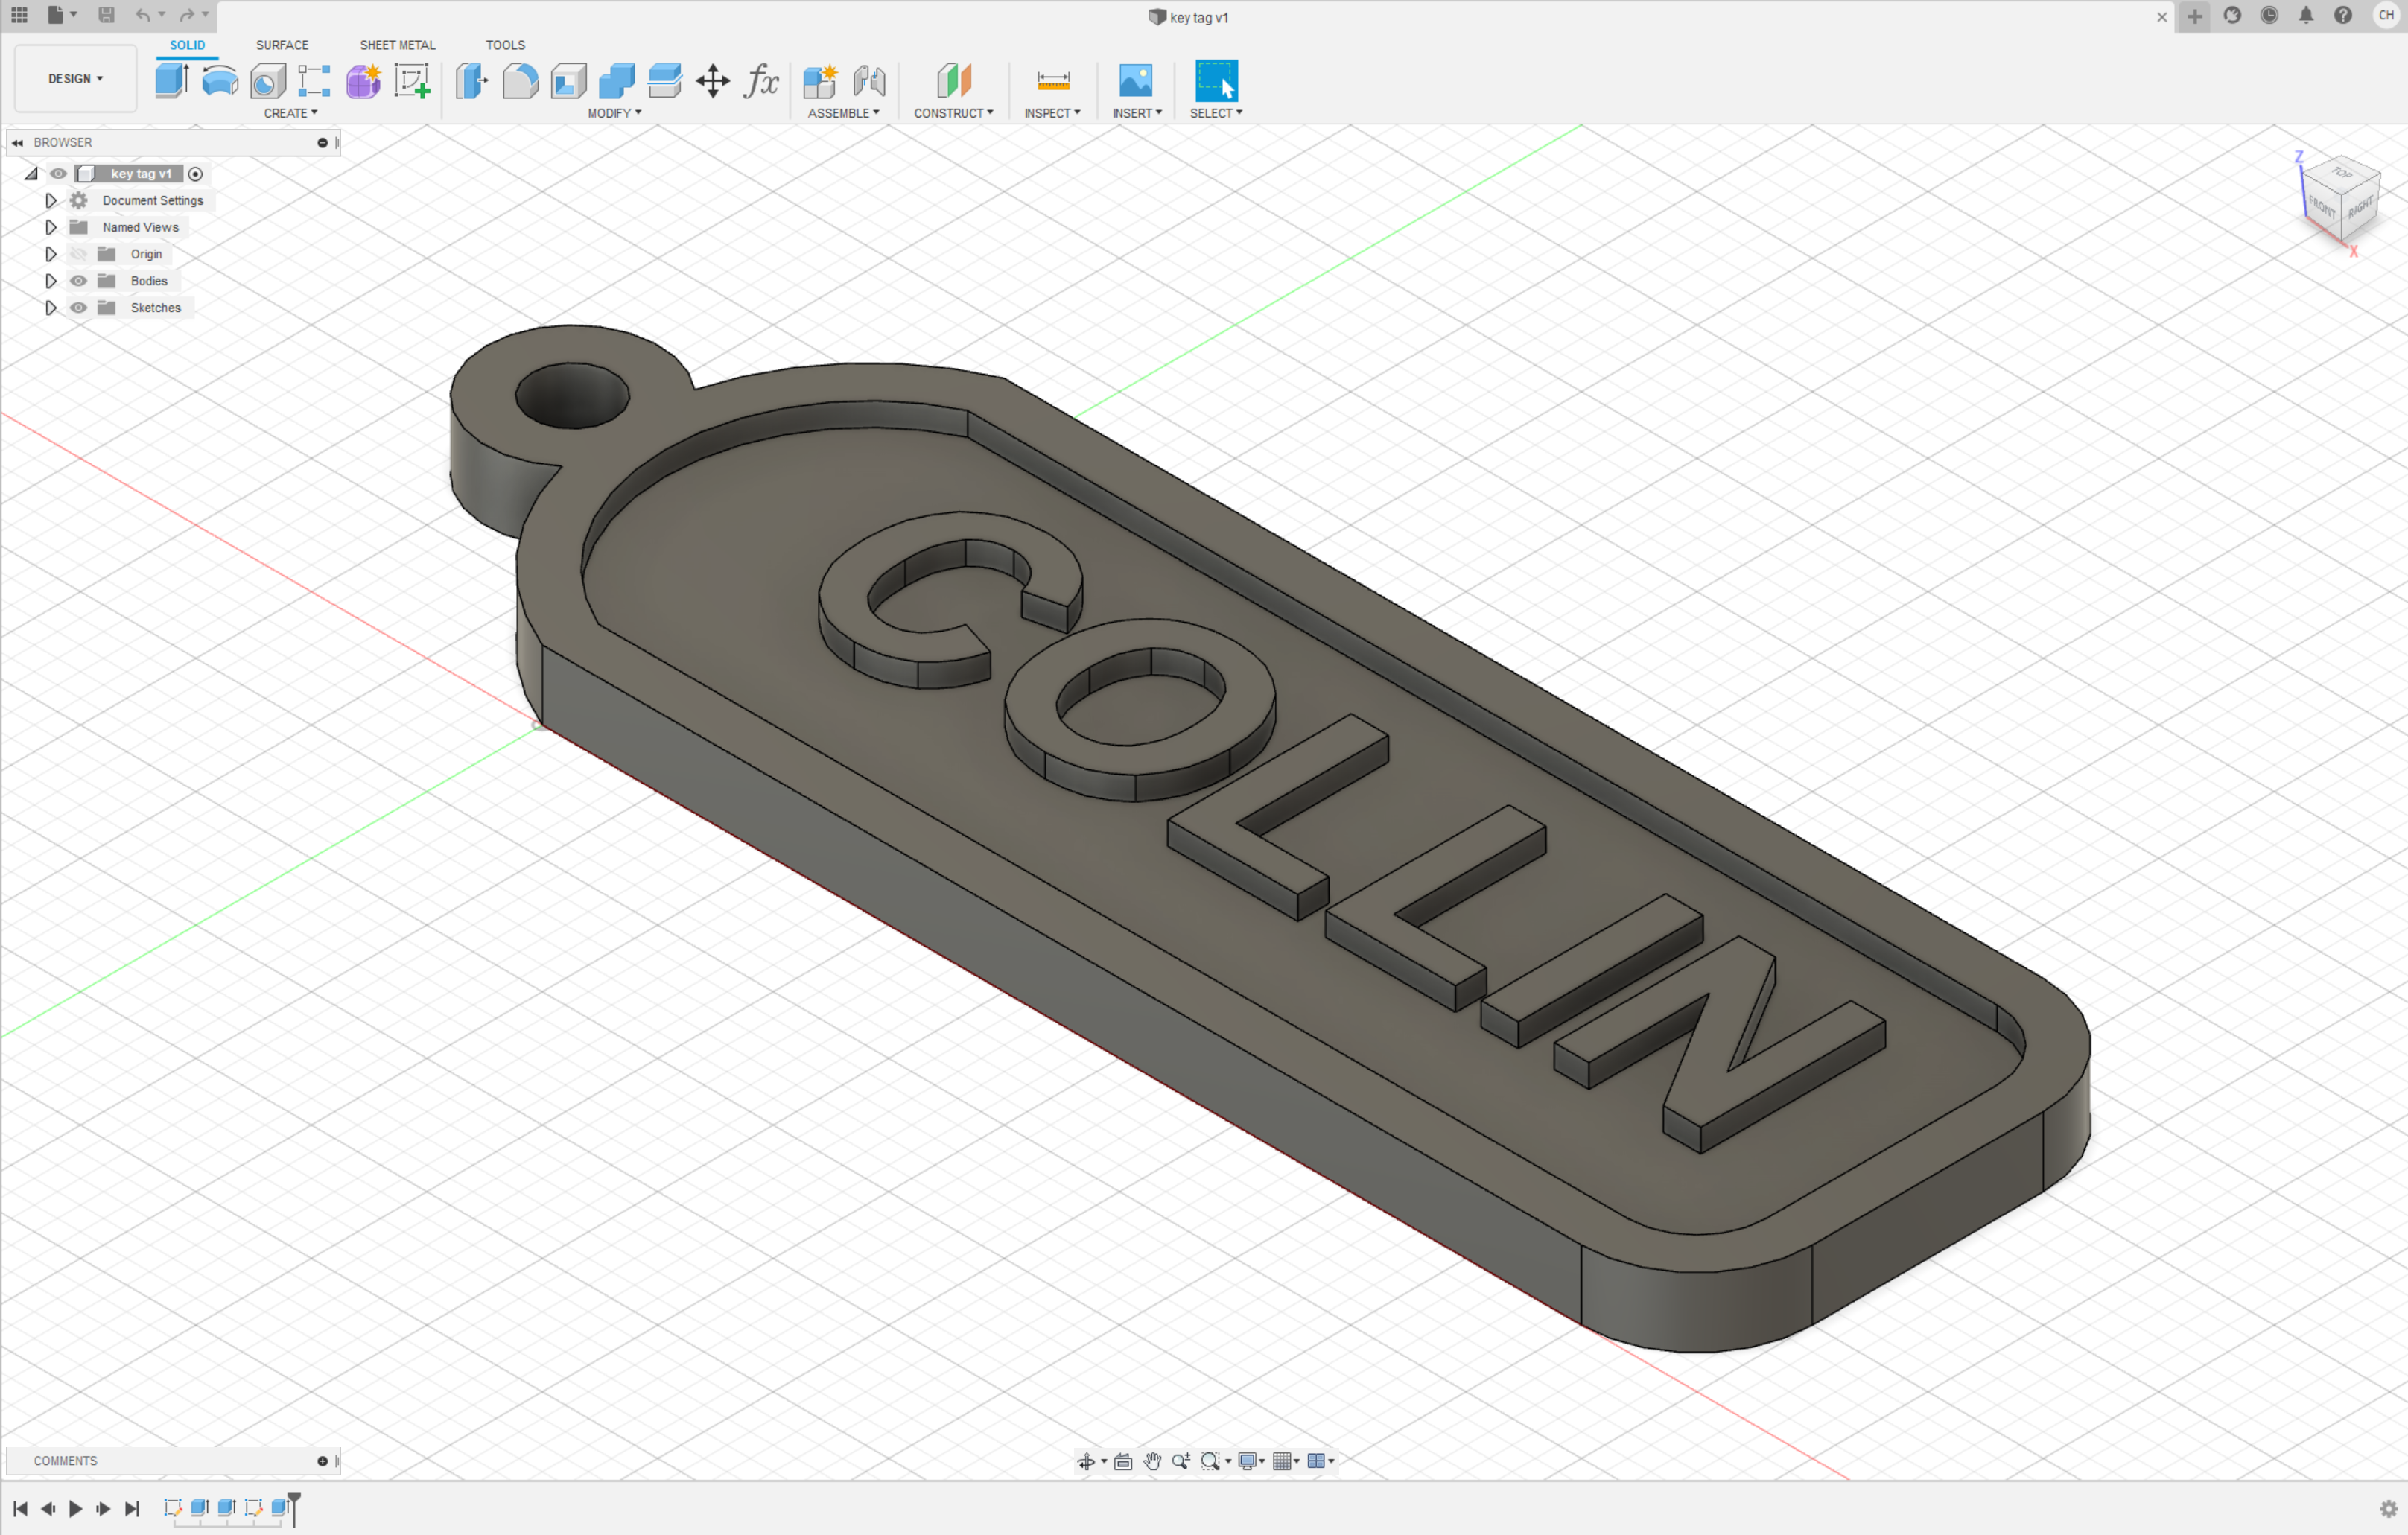 key tag v1
CH
SOLID SURFACE SHEET METAL TOOLS
DESIGN
fx
CREATE MODIFY ASSEMBLE CONSTRUCT INSPECT INSERT SELECT
BROWSER
key tag v1
Document Settings
Named Views
Origin
Bodies
Sketches
Z
TOP
FRONT RIGHT
X
COLLIN
COMMENTS